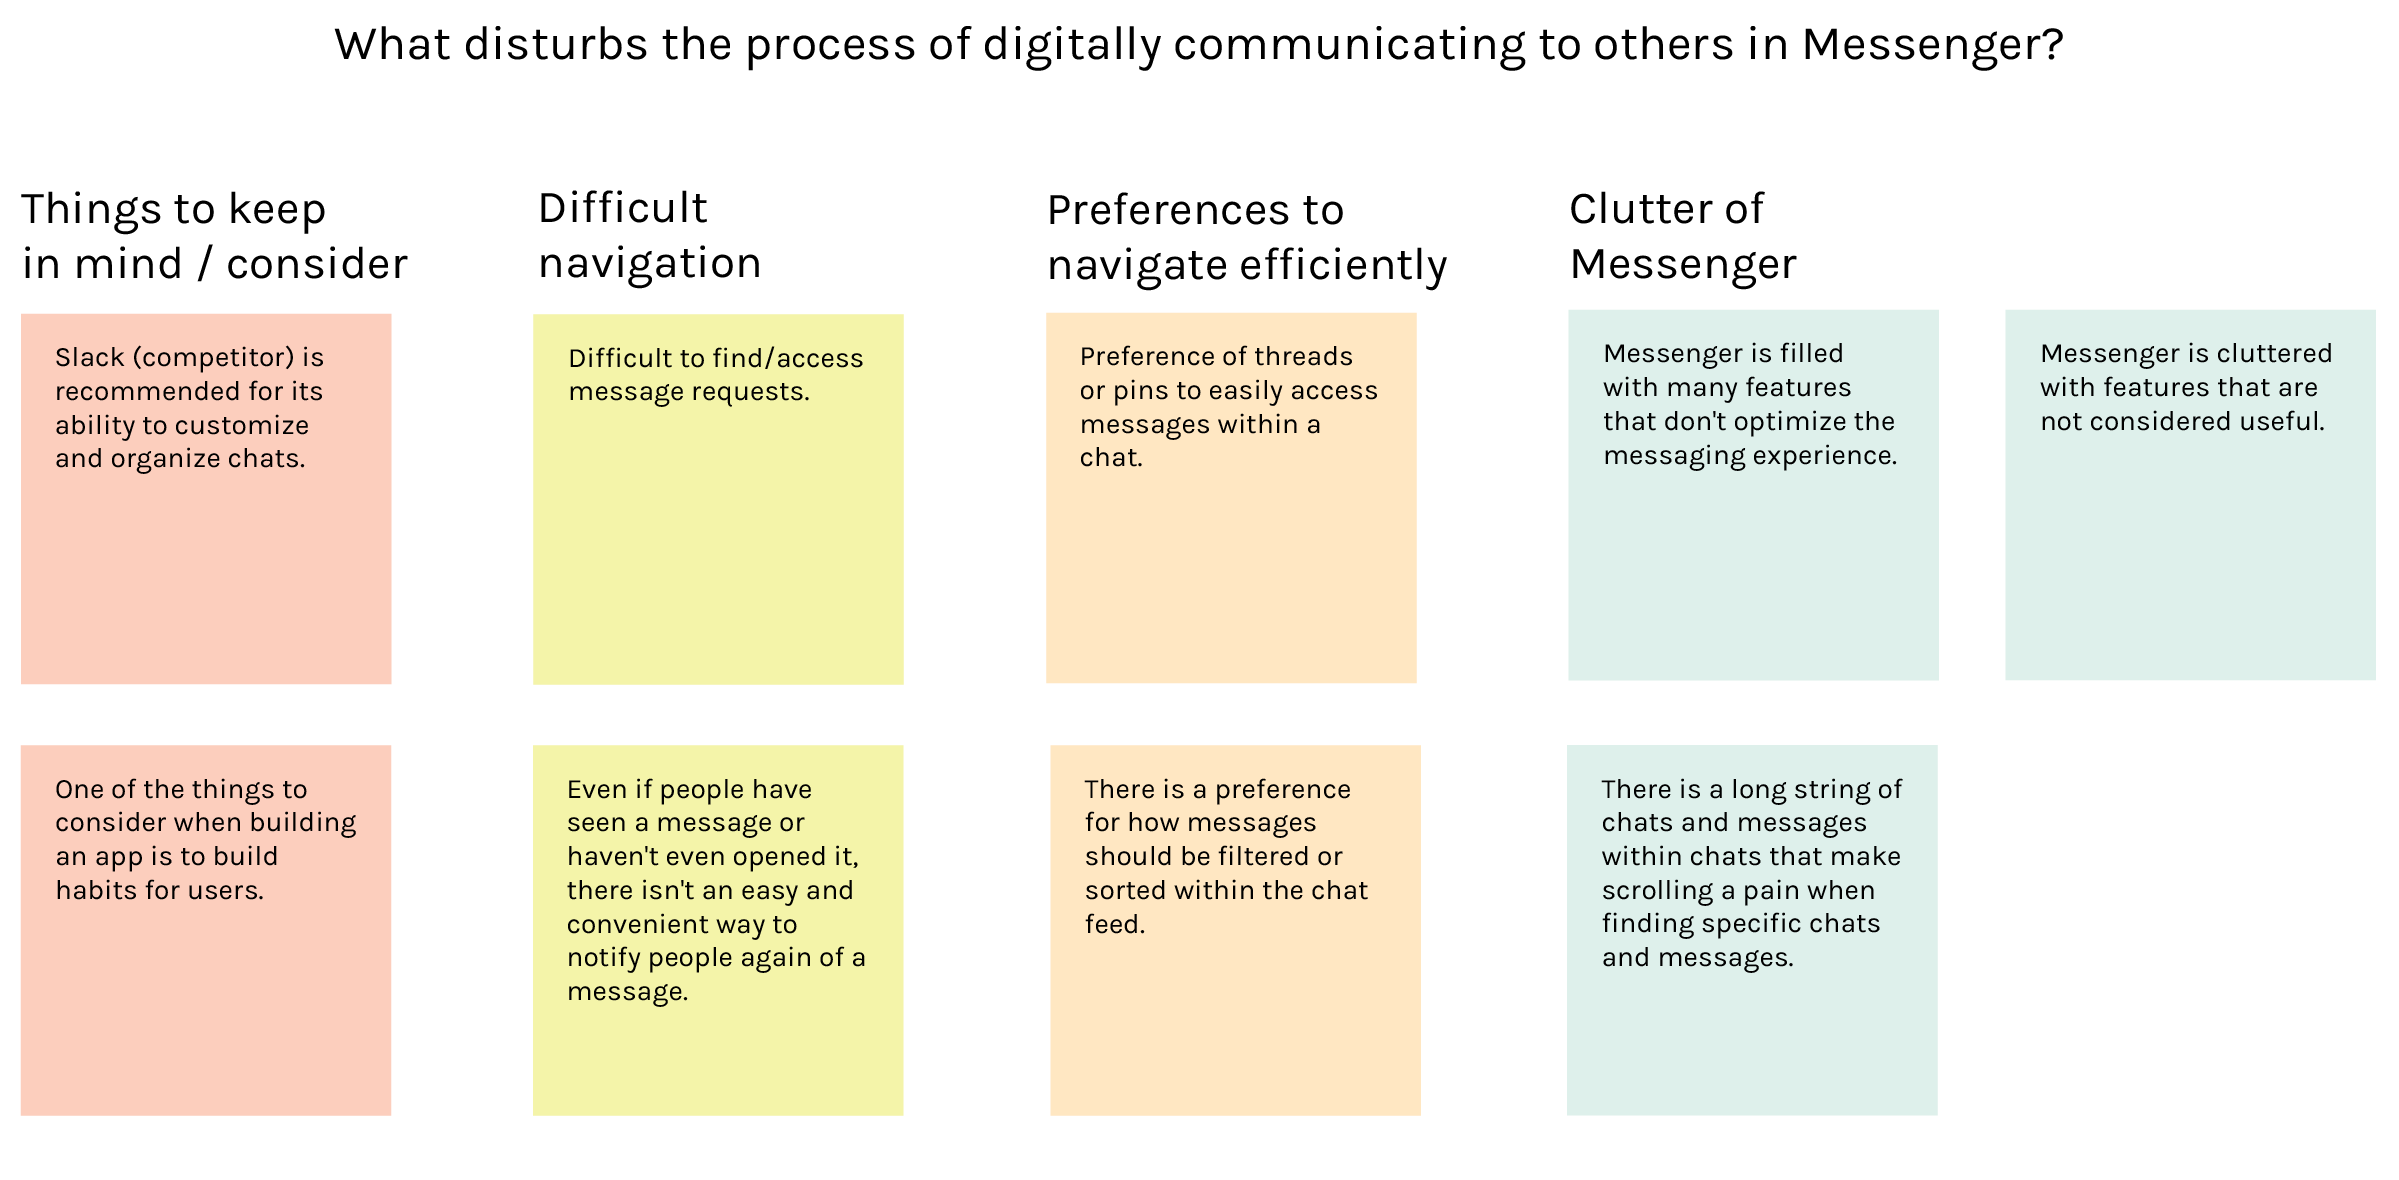 What disturbs the process of digitally communicating to others in Messenger?
Things to keep
in mind / consider
Slack (competitor) is
recommended for its
ability to customize
and organize chats.
One of the things to
consider when building
an app is to build
habits for users.
Difficult
navigation
Difficult to find/access
message requests.
Even if people have
seen a message or
haven't even opened it,
there isn't an easy and
convenient way to
notify people again of a
message.
Preferences to
navigate efficiently
Preference of threads
or pins to easily access
messages within a
chat.
There is a preference
for how messages
should be filtered or
sorted within the chat
feed.
Clutter of
Messenger
Messenger is filled
with many features
that don't optimize the
messaging experience.
Messenger is cluttered
with features that are
not considered useful.
There is a long string of
chats and messages
within chats that make
scrolling a pain when
finding specific chats
and messages.